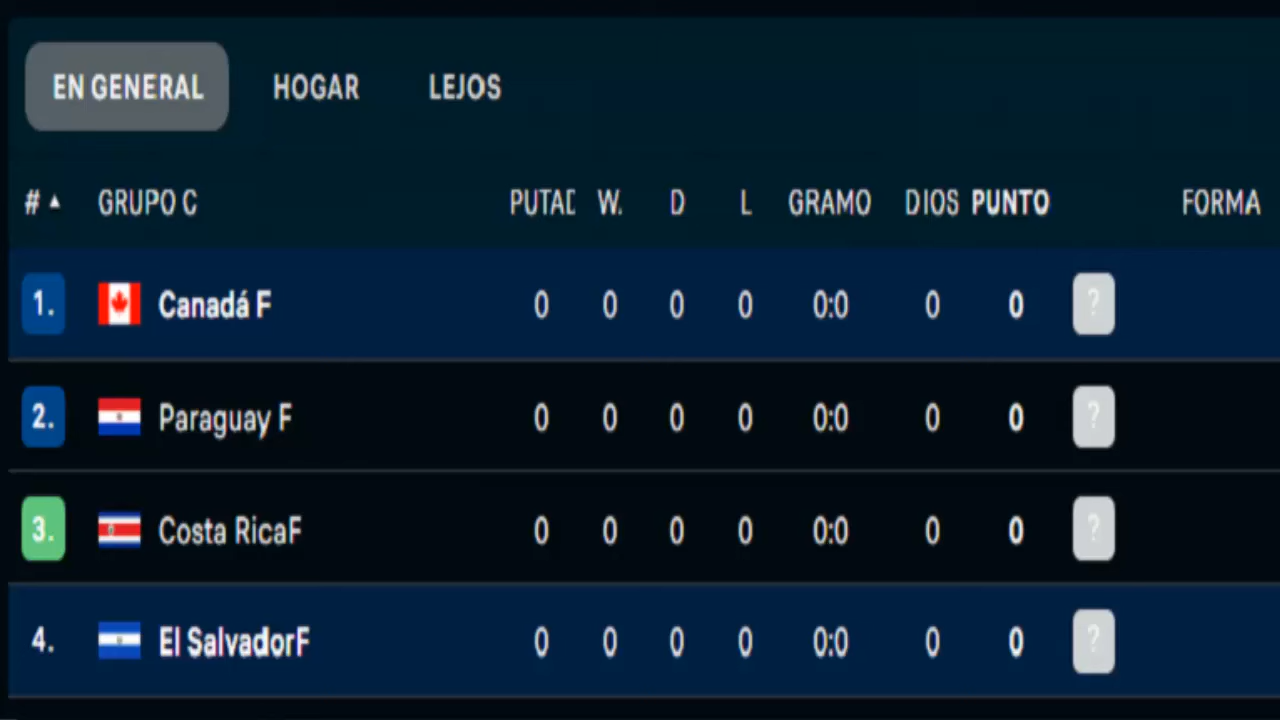 EN GENERAL HOGAR LEJOS
# ▲ GRUPO C PUTAD W. D L GRAMO DIOS PUNTO FORMA
1. Canadá F 0 0 0 0 0:0 0 0 ?
2. Paraguay F 0 0 0 0 0:0 0 0 ?
3. Costa RicaF 0 0 0 0 0:0 0 0 ?
4. El SalvadorF 0 0 0 0 0:0 0 0 ?